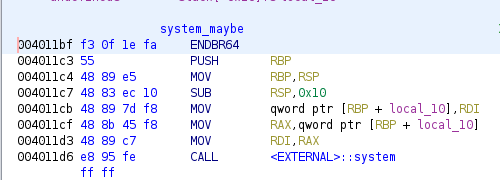 system_maybe
004011bf f3 0f 1e fa ENDBR64
004011c3 55 PUSH RBP
004011c4 48 89 e5 MOV RBP,RSP
004011c7 48 83 ec 10 SUB RSP,0x10
004011cb 48 89 7d f8 MOV qword ptr [RBP + local_10],RDI
004011cf 48 8b 45 f8 MOV RAX,qword ptr [RBP + local_10]
004011d3 48 89 c7 MOV RDI,RAX
004011d6 e8 95 fe CALL <EXTERNAL>::system
ff ff